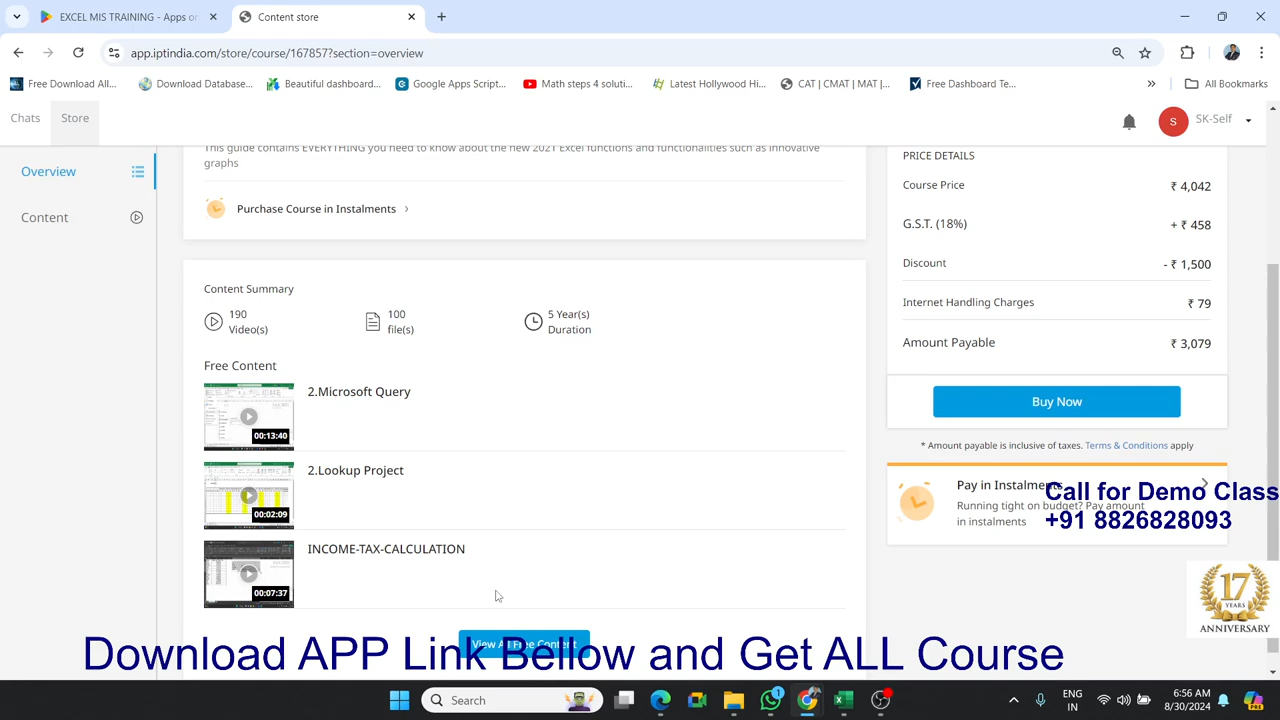 EXCEL MIS TRAINING - Apps or
Content store
app.iptindia.com/store/course/167857?section=overview
Free Download All...
Download Database...
Beautiful dashboard...
Google Apps Script...
Math steps 4 soluti...
Latest Hollywood Hi...
CAT | CMAT | MAT |...
Free Dashboard Te...
All Bookmarks
Chats
Store
S
SK-Self
Overview
Content
This guide contains EVERYTHING you need to know about the new 2021 Excel functions and functionalities such as innovative
graphs
Purchase Course in Instalments
Content Summary
190
Video(s)
100
file(s)
5 Year(s)
Duration
Free Content
2.Microsoft Query
00:13:40
2.Lookup Project
00:02:09
INCOME-TAX-CALCULATION
00:07:37
View All Free Content
PRICE DETAILS
Course Price ₹ 4,042
G.S.T. (18%) + ₹ 458
Discount - ₹ 1,500
Internet Handling Charges ₹ 79
Amount Payable ₹ 3,079
Buy Now
* Amount payable is inclusive of taxes. Terms & Conditions apply
Pay in Instalments
Running tight on budget? Pay amount
in instalments
Call for Demo Class
+91 8826828093
17
YEARS
ANNIVERSARY
Download APP Link Bellow and Get ALL Course
Search
1
ENG
IN
6:56 AM
8/30/2024